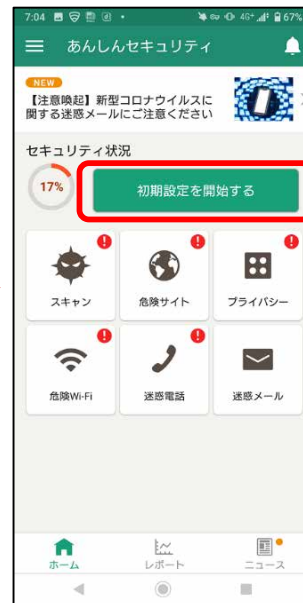 7:04
4G+ 67%
あんしんセキュリティ
NEW
【注意喚起】新型コロナウイルスに
関する迷惑メールにご注意ください
セキュリティ状況
17%
初期設定を開始する
スキャン
危険サイト
プライバシー
危険Wi-Fi
迷惑電話
迷惑メール
ホーム
レポート
ニュース